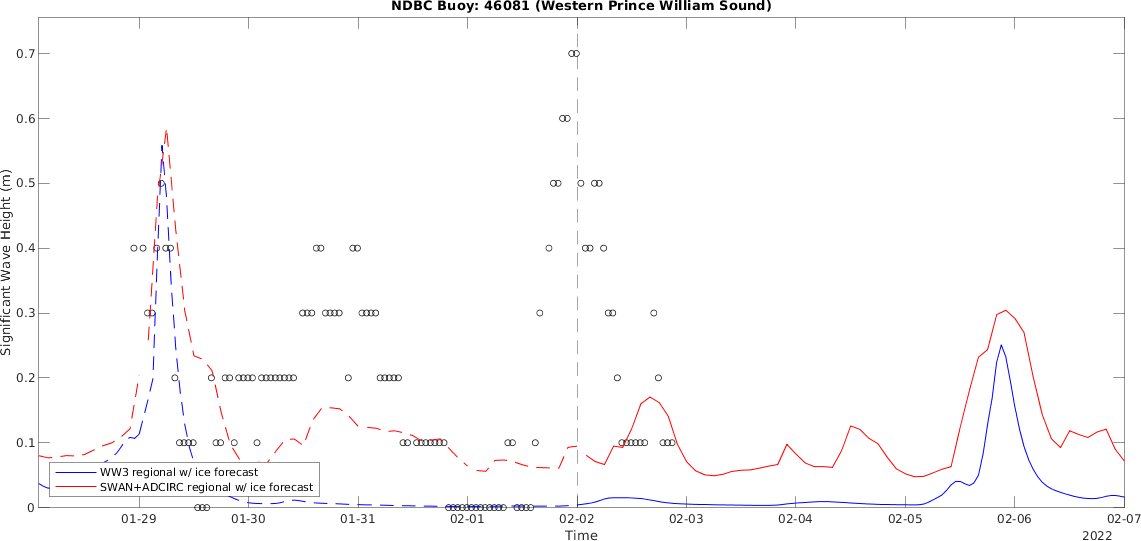 NDBC Buoy: 46081 (Western Prince William Sound)
0.7
0.6
0.5
0.4
0.3
0.2
0.1
0
Significant Wave Height (m)
WW3 regional w/ ice forecast
SWAN+ADCIRC regional w/ ice forecast
01-29 01-30 01-31 02-01 02-02 02-03 02-04 02-05 02-06 02-07
Time
2022